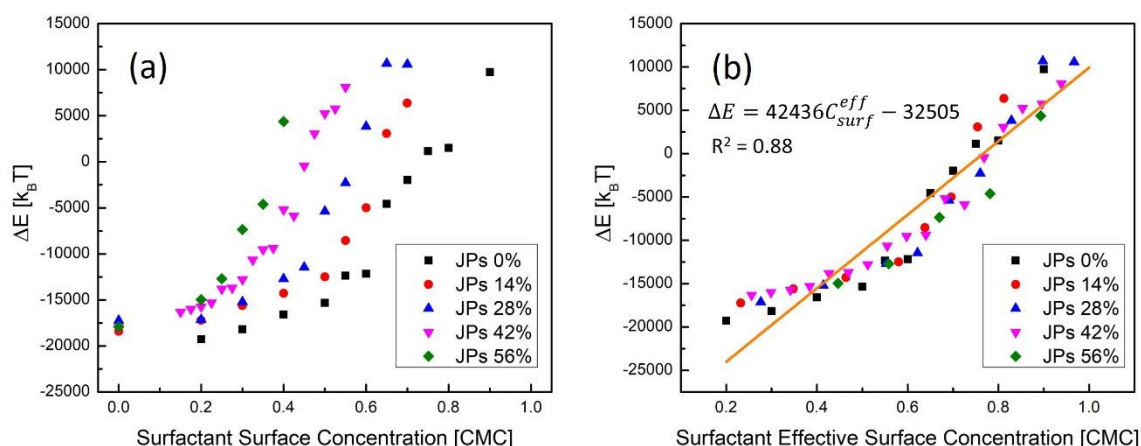 15000
10000
5000
0
-5000
-10000
-15000
-20000
-25000
ΔE [k_BT]
(a)
JPs 0%
JPs 14%
JPs 28%
JPs 42%
JPs 56%
0.0 0.2 0.4 0.6 0.8 1.0
Surfactant Surface Concentration [CMC]
15000
10000
5000
0
-5000
-10000
-15000
-20000
-25000
ΔE [k_BT]
(b)
ΔE = 42436C_{surf}^{eff} − 32505
R² = 0.88
JPs 0%
JPs 14%
JPs 28%
JPs 42%
JPs 56%
0.2 0.4 0.6 0.8 1.0
Surfactant Effective Surface Concentration [CMC]